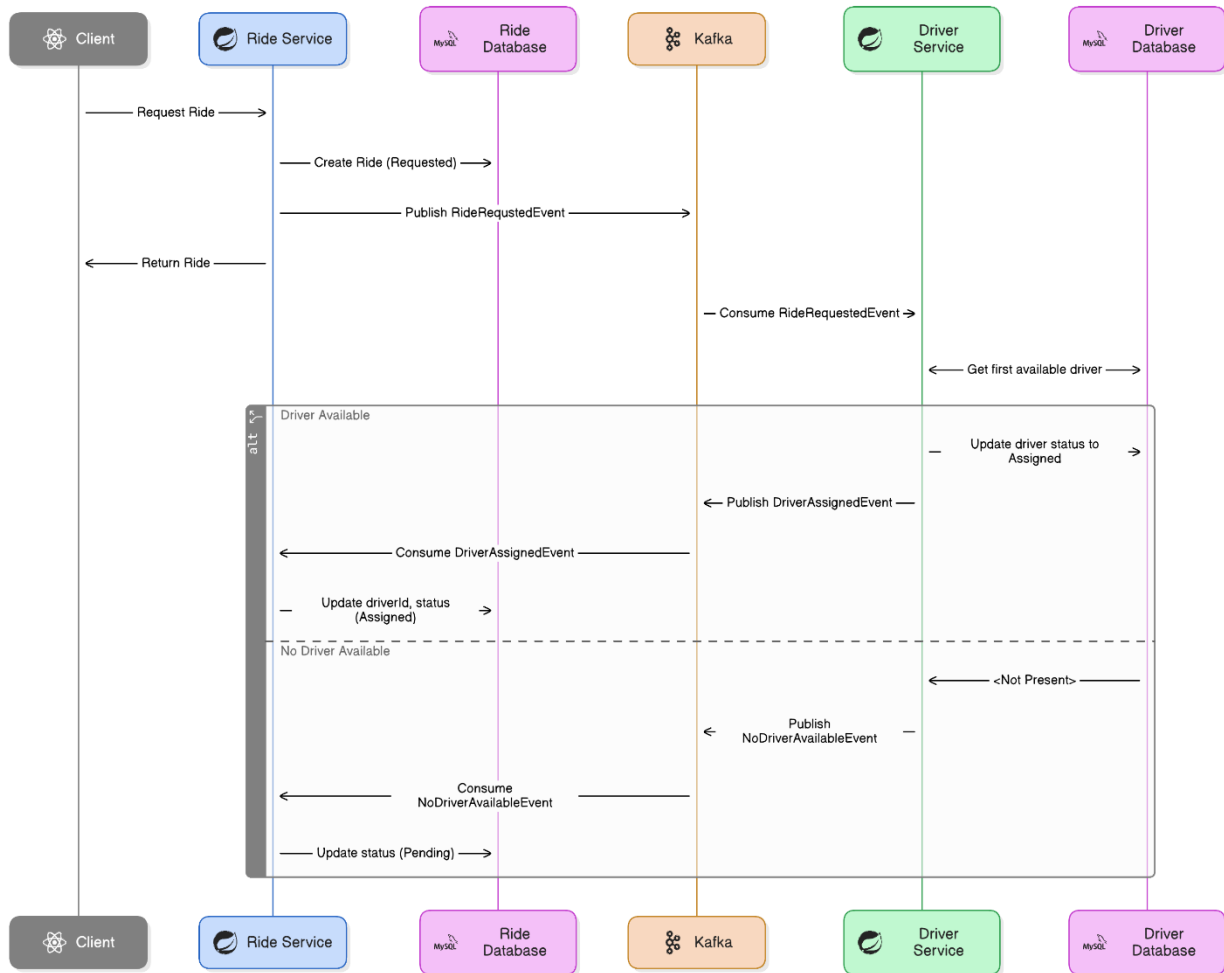 Client
Ride Service
MySQL
Ride
Database
Kafka
Driver
Service
MySQL
Driver
Database
Request Ride
Create Ride (Requested)
Publish RideRequstedEvent
Return Ride
Consume RideRequestedEvent
Get first available driver
alt
Driver Available
Update driver status to
Assigned
Publish DriverAssignedEvent
Consume DriverAssignedEvent
Update driverId, status
(Assigned)
No Driver Available
<Not Present>
Publish
NoDriverAvailableEvent
Consume
NoDriverAvailableEvent
Update status (Pending)
Client
Ride Service
MySQL
Ride
Database
Kafka
Driver
Service
MySQL
Driver
Database